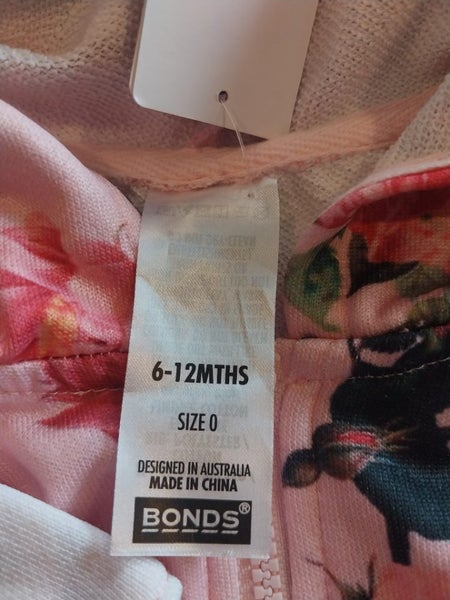 6-12MTHS
SIZE 0
DESIGNED IN AUSTRALIA
MADE IN CHINA
BONDS®